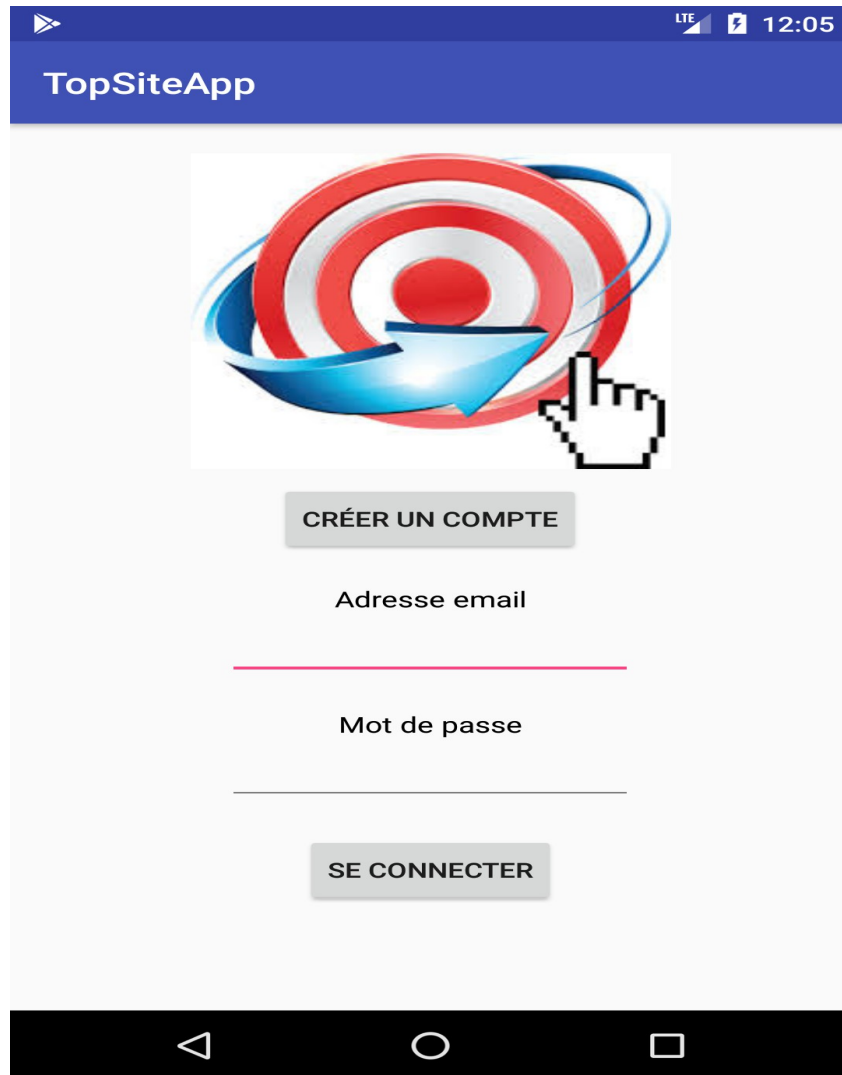 LTE 12:05
TopSiteApp
CRÉER UN COMPTE
Adresse email
Mot de passe
SE CONNECTER